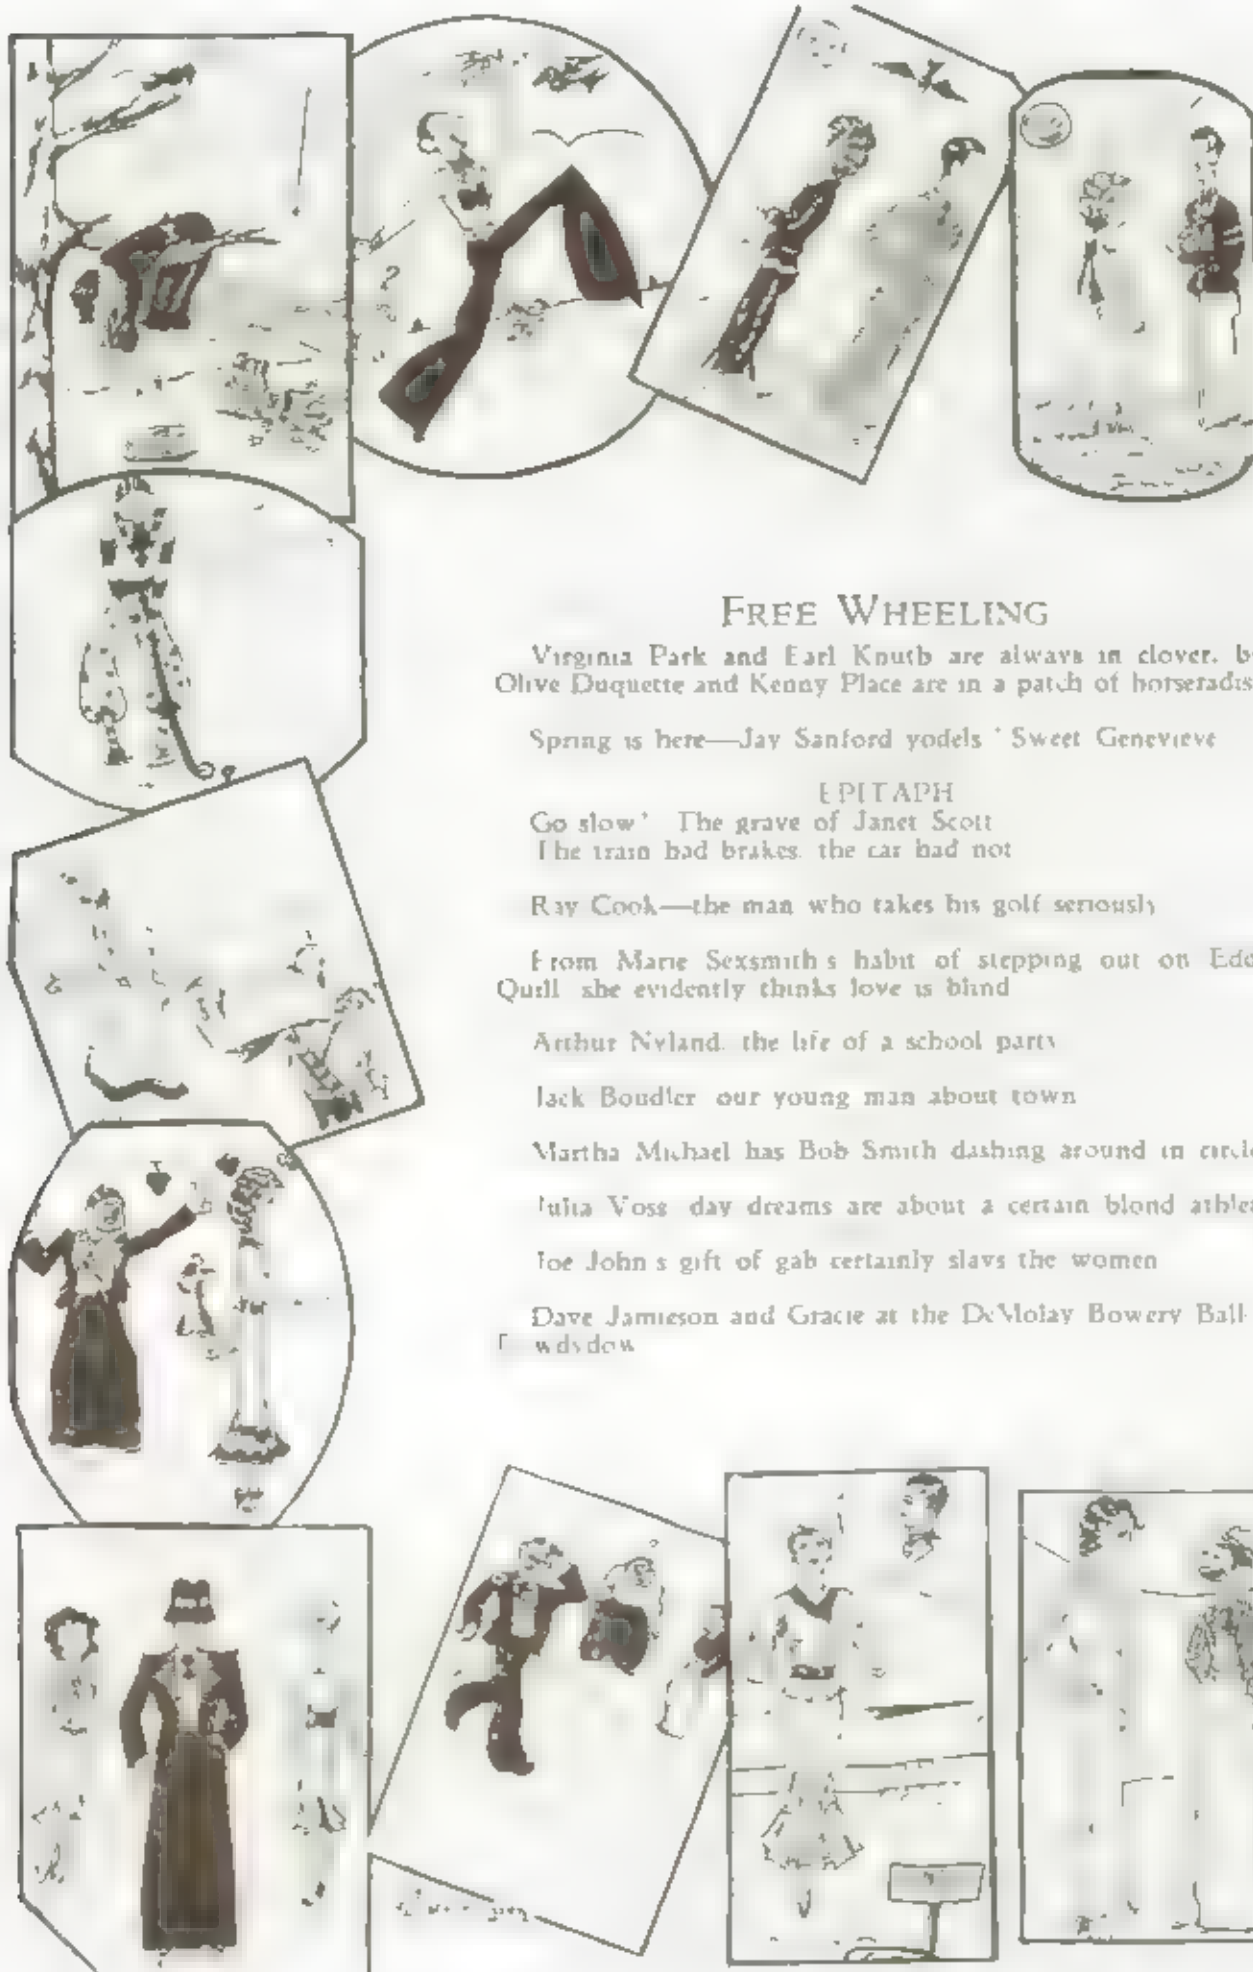 FREE WHEELING
Virginia Park and Earl Knuth are always in clover, b
Olive Duquette and Kenny Place are in a patch of horseradis
Spring is here—Jay Sanford yodels ' Sweet Genevieve
EPITAPH
Go slow' The grave of Janet Scott
The train had brakes, the car had not
Ray Cook—the man who takes his golf seriously
From Marie Sexsmith s habit of stepping out on Edd
Quill she evidently thinks love is blind
Arthur Nyland, the life of a school party
Jack Boudler our young man about town
Martha Michael has Bob Smith dashing around in circle
Julia Voss day dreams are about a certain blond athle
Joe John s gift of gab certainly slays the women
Dave Jamieson and Gracie at the DeMolay Bowery Ball-